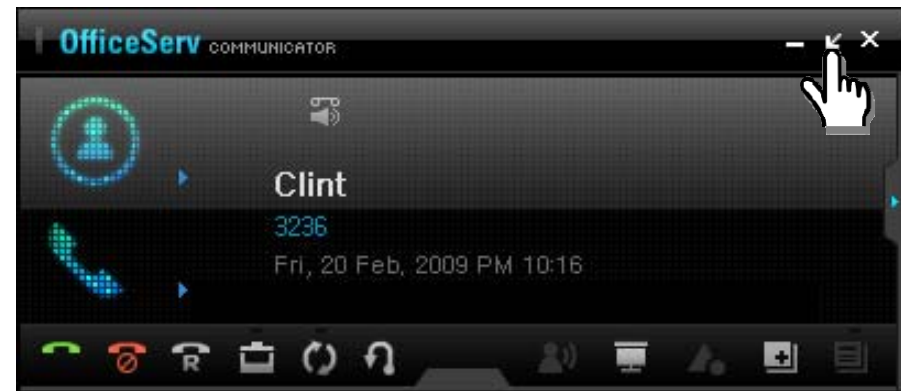 OfficeServ COMMUNICATOR
Clint
3236
Fri, 20 Feb, 2009 PM 10:16
R